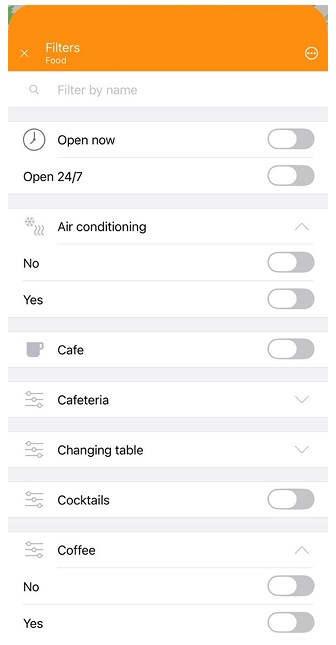 Filters
Food
Filter by name
Open now
Open 24/7
Air conditioning
No
Yes
Cafe
Cafeteria
Changing table
Cocktails
Coffee
No
Yes